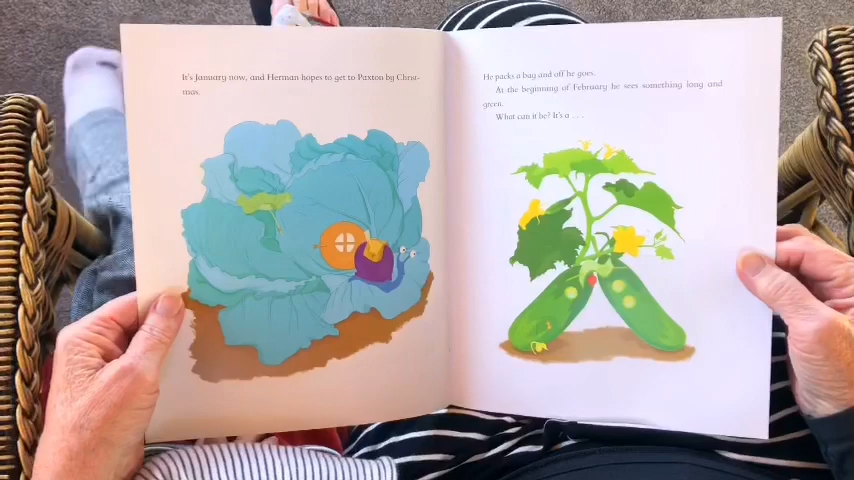 It's January now, and Herman hopes to get to Paxton by Christ-
mas.
He packs a bag and off he goes.
At the beginning of February he sees something long and
green.
What can it be? It's a . . .